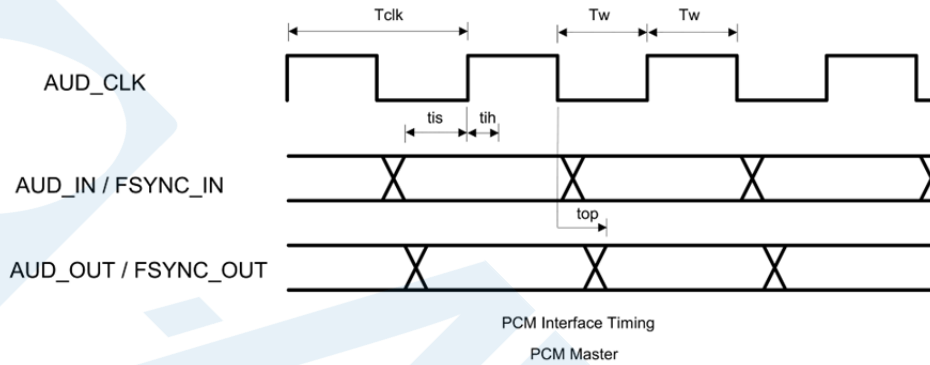 Tclk
Tw
Tw
AUD_CLK
tis
tih
AUD_IN / FSYNC_IN
top
AUD_OUT / FSYNC_OUT
PCM Interface Timing
PCM Master